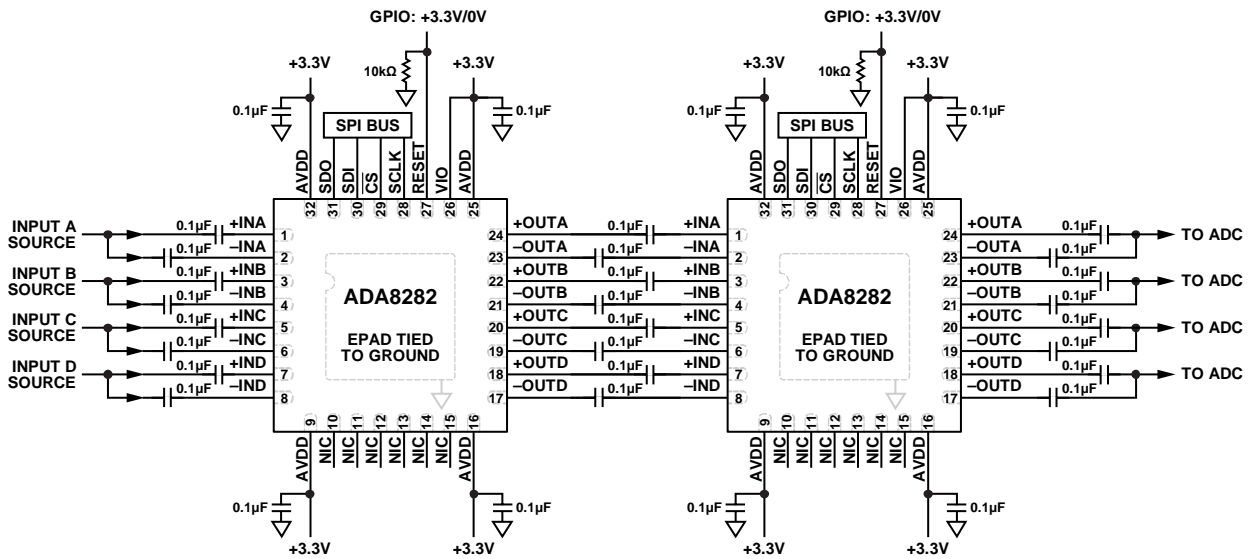 GPIO: +3.3V/0V GPIO: +3.3V/0V
+3.3V 10kΩ +3.3V +3.3V 10kΩ +3.3V
0.1µF 0.1µF 0.1µF 0.1µF
SPI BUS SPI BUS
AVDD SDO SDI CS SCLK RESET VIO AVDD AVDD SDO SDI CS SCLK RESET VIO AVDD
32 31 30 29 28 27 26 25 32 31 30 29 28 27 26 25
INPUT A
SOURCE
INPUT B
SOURCE
INPUT C
SOURCE
INPUT D
SOURCE
0.1µF +INA 1 24 +OUTA 0.1µF +INA 1 24 +OUTA 0.1µF
0.1µF –INA 2 23 –OUTA 0.1µF –INA 2 23 –OUTA 0.1µF TO ADC
0.1µF +INB 3 22 +OUTB 0.1µF +INB 3 22 +OUTB 0.1µF
0.1µF –INB 4 21 –OUTB 0.1µF –INB 4 21 –OUTB 0.1µF TO ADC
0.1µF +INC 5 20 +OUTC 0.1µF +INC 5 20 +OUTC 0.1µF
0.1µF –INC 6 19 –OUTC 0.1µF –INC 6 19 –OUTC 0.1µF TO ADC
0.1µF +IND 7 18 +OUTD 0.1µF +IND 7 18 +OUTD 0.1µF
0.1µF –IND 8 17 –OUTD 0.1µF –IND 8 17 –OUTD 0.1µF TO ADC
ADA8282 ADA8282
EPAD TIED EPAD TIED
TO GROUND TO GROUND
9 10 11 12 13 14 15 16 9 10 11 12 13 14 15 16
AVDD NIC NIC NIC NIC NIC NIC AVDD AVDD NIC NIC NIC NIC NIC NIC AVDD
0.1µF 0.1µF 0.1µF 0.1µF
+3.3V +3.3V +3.3V +3.3V